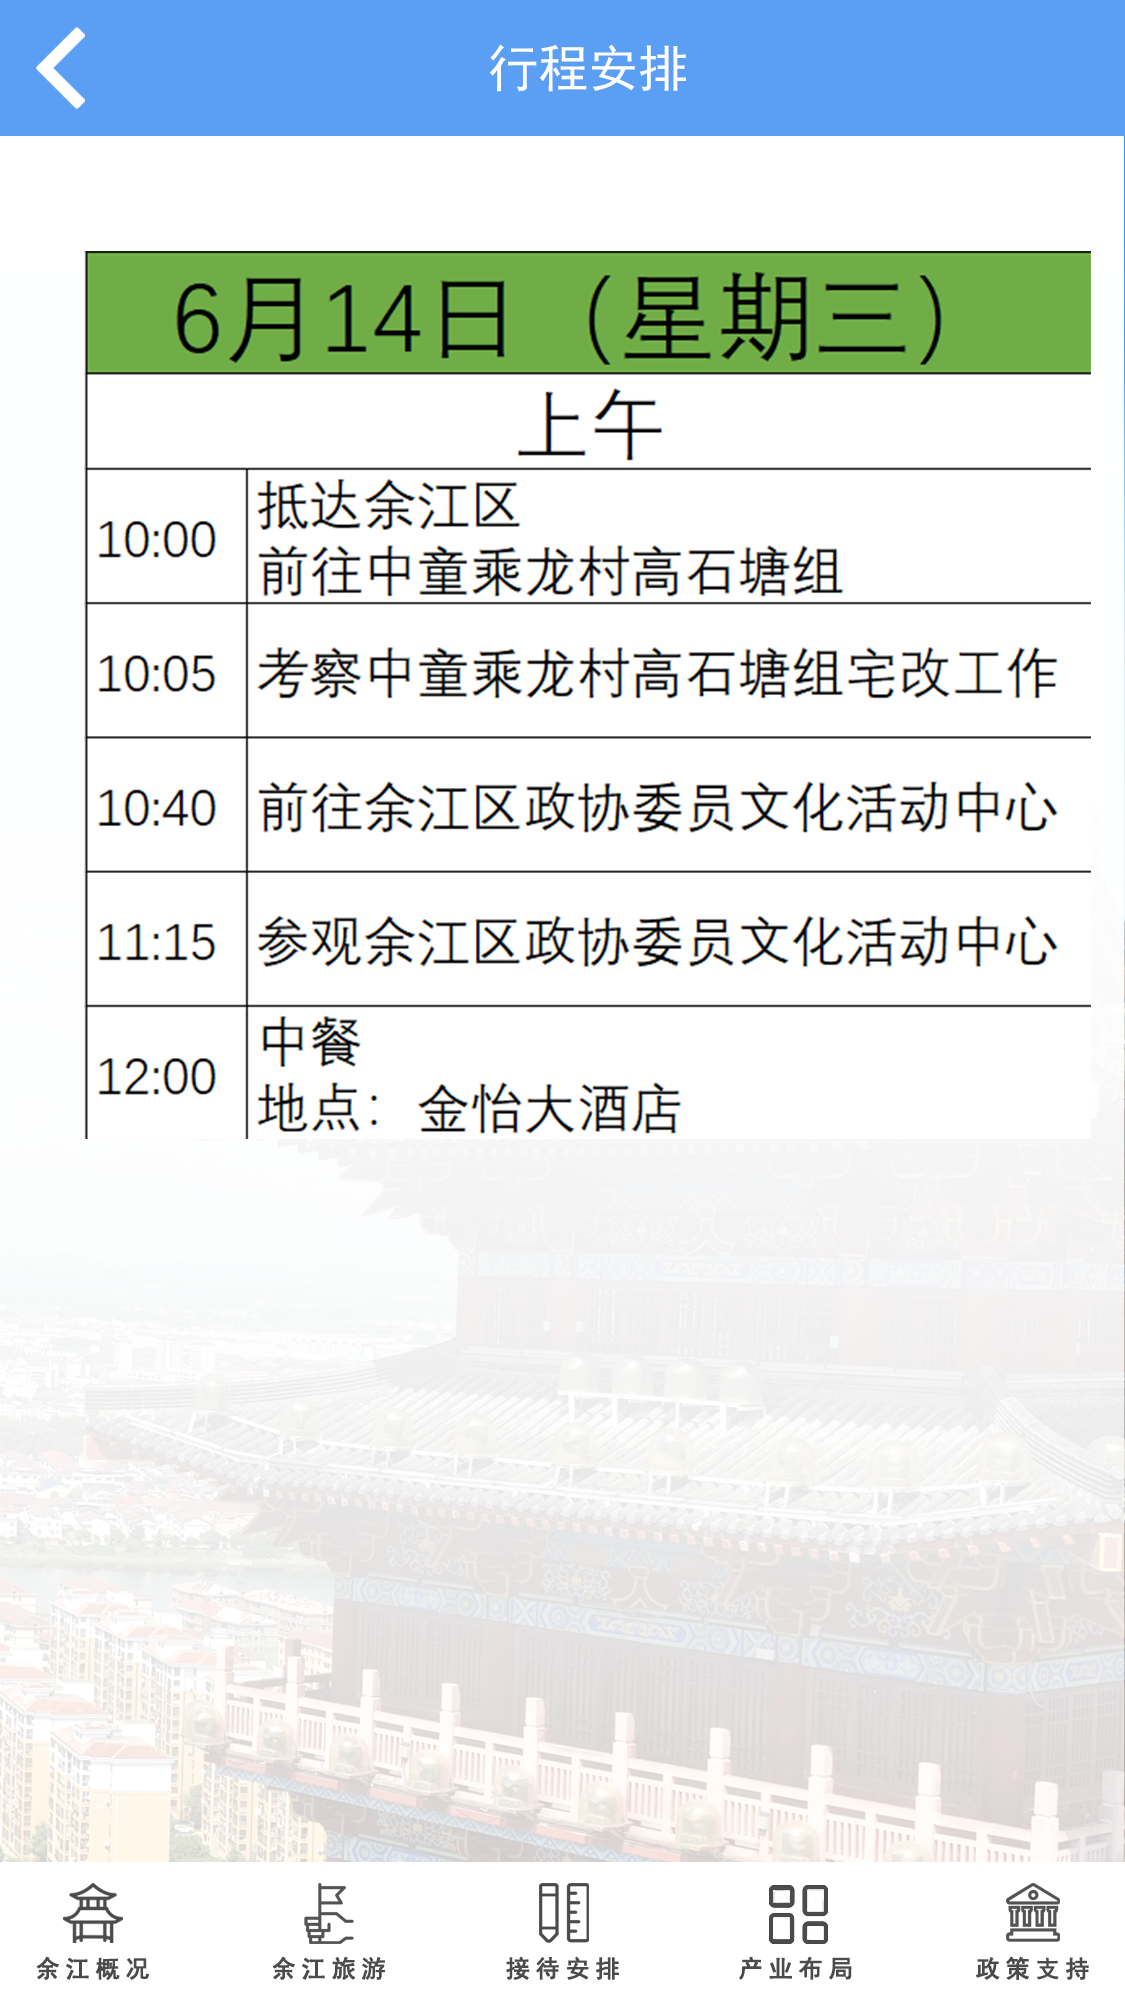 行程安排
6月14日（星期三）
上午
10:00
抵达余江区
前往中童乘龙村高石塘组
10:05
考察中童乘龙村高石塘组宅改工作
10:40
前往余江区政协委员文化活动中心
11:15
参观余江区政协委员文化活动中心
12:00
中餐
地点：金怡大酒店
余江概况
余江旅游
接待安排
产业布局
政策支持